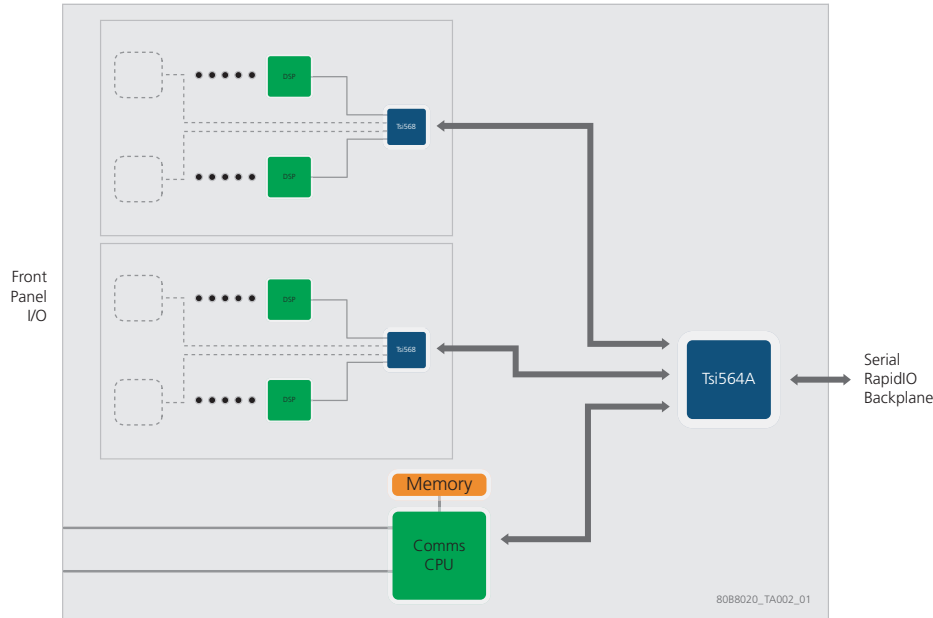 DSP
Tsi568
DSP
Front
Panel
I/O
DSP
Tsi568
DSP
Tsi564A
Serial
RapidIO
Backplane
Memory
Comms
CPU
80B8020_TA002_01